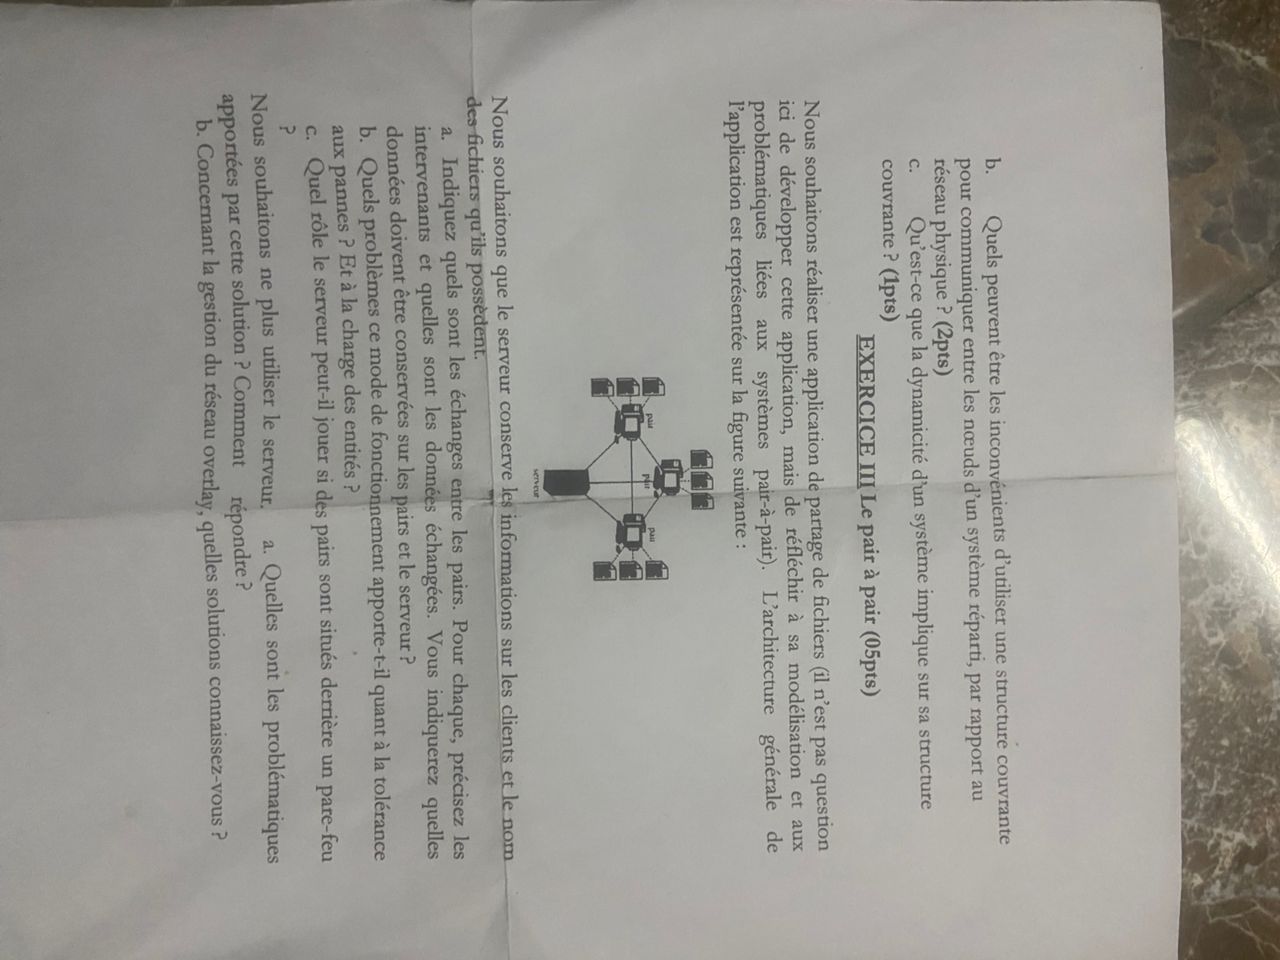 b. Quels peuvent être les inconvénients d'utiliser une structure couvrante
pour communiquer entre les nœuds d'un système réparti, par rapport au
réseau physique ? (2pts)
c. Qu'est-ce que la dynamicité d'un système implique sur sa structure
couvrante ? (1pts)
EXERCICE III Le pair à pair (05pts)
Nous souhaitons réaliser une application de partage de fichiers (il n'est pas question
ici de développer cette application, mais de réfléchir à sa modélisation et aux
problématiques liées aux systèmes pair-à-pair). L'architecture générale de
l'application est représentée sur la figure suivante :
pair
pair
pair
serveur
Nous souhaitons que le serveur conserve les informations sur les clients et le nom
des fichiers qu'ils possèdent.
a. Indiquez quels sont les échanges entre les pairs. Pour chaque, précisez les
intervenants et quelles sont les données échangées. Vous indiquerez quelles
données doivent être conservées sur les pairs et le serveur ?
b. Quels problèmes ce mode de fonctionnement apporte-t-il quant à la tolérance
aux pannes ? Et à la charge des entités ?
c. Quel rôle le serveur peut-il jouer si des pairs sont situés derrière un pare-feu
?
Nous souhaitons ne plus utiliser le serveur. a. Quelles sont les problématiques
apportées par cette solution ? Comment répondre ?
b. Concernant la gestion du réseau overlay, quelles solutions connaissez-vous ?